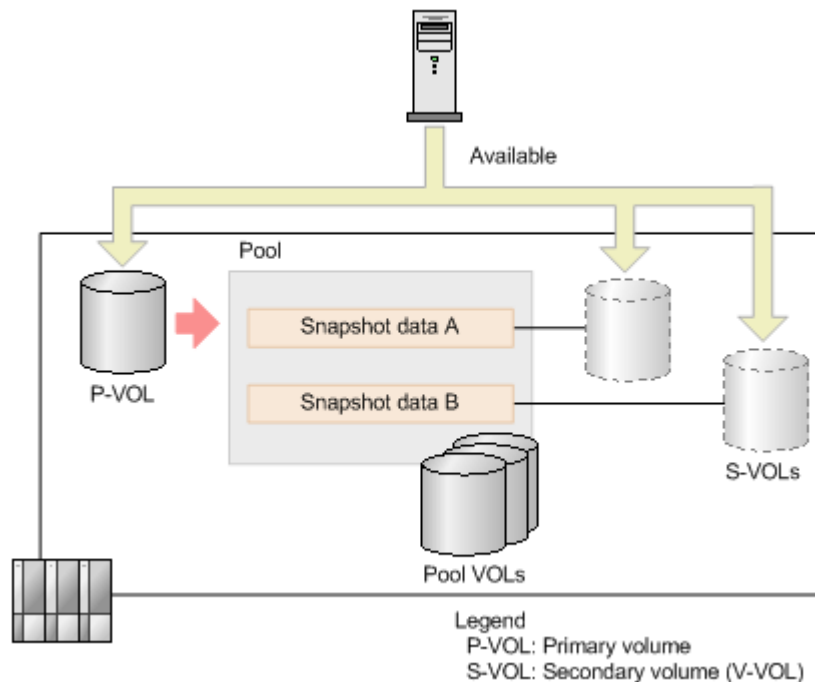 Available
Pool
Snapshot data A
P-VOL
Snapshot data B
S-VOLs
Pool VOLs
Legend
P-VOL: Primary volume
S-VOL: Secondary volume (V-VOL)